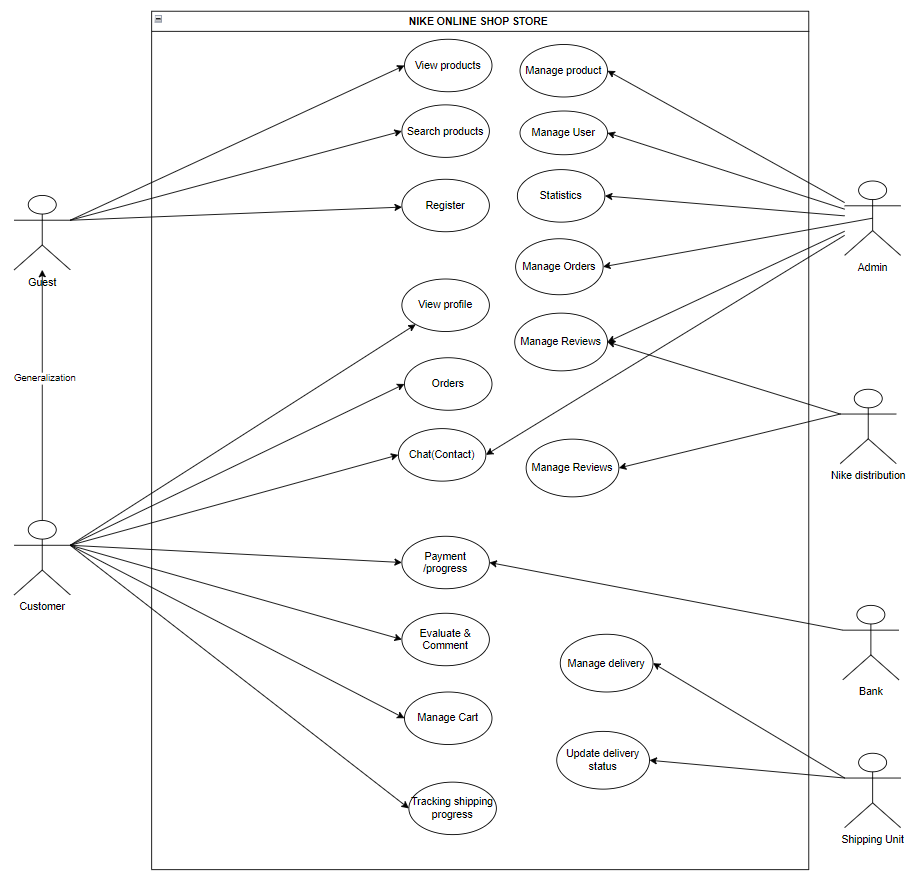 NIKE ONLINE SHOP STORE
View products
Manage product
Search products
Manage User
Statistics
Register
Guest
Admin
Manage Orders
View profile
Manage Reviews
Generalization
Orders
Chat(Contact)
Manage Reviews
Nike distribution
Payment
/progress
Customer
Evaluate &
Comment
Manage delivery
Bank
Manage Cart
Update delivery
status
Tracking shipping
progress
Shipping Unit